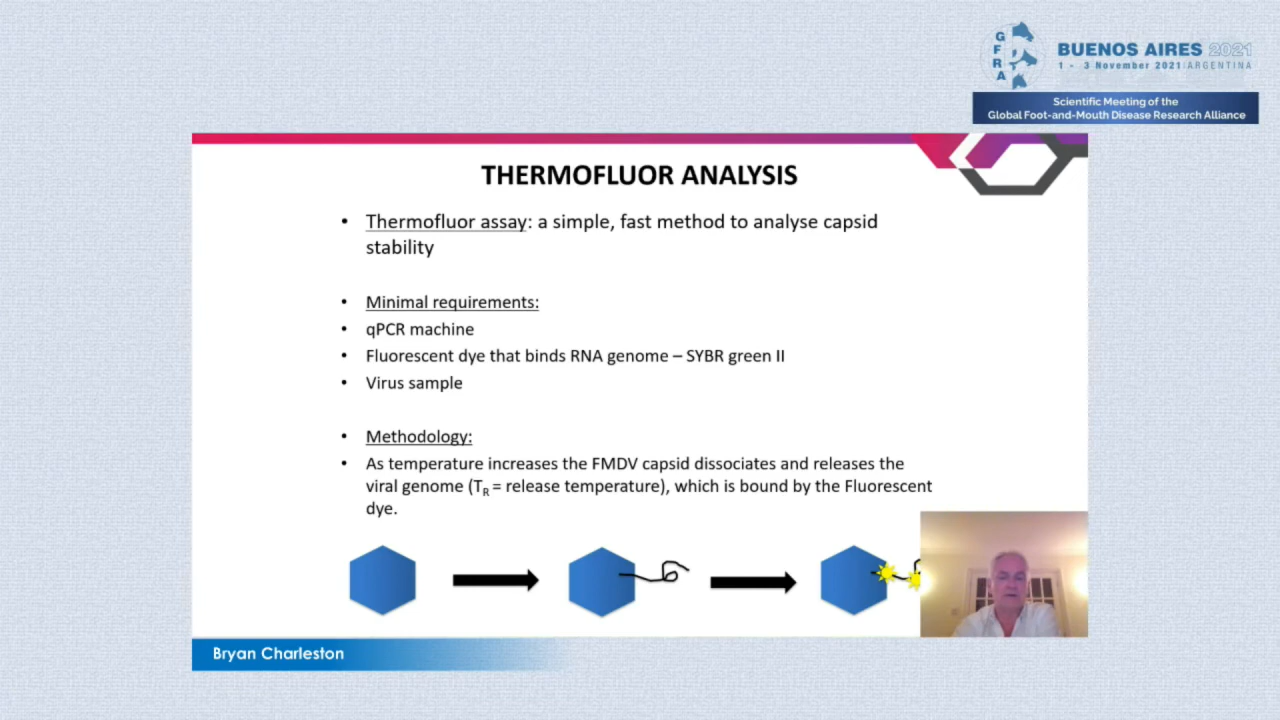 GFRA
BUENOS AIRES 2021
1 - 3 November 2021 ARGENTINA
Scientific Meeting of the
Global Foot-and-Mouth Disease Research Alliance
THERMOFLUOR ANALYSIS
• Thermofluor assay: a simple, fast method to analyse capsid
stability
• Minimal requirements:
• qPCR machine
• Fluorescent dye that binds RNA genome – SYBR green II
• Virus sample
• Methodology:
• As temperature increases the FMDV capsid dissociates and releases the
viral genome (TR = release temperature), which is bound by the Fluorescent
dye.
Bryan Charleston